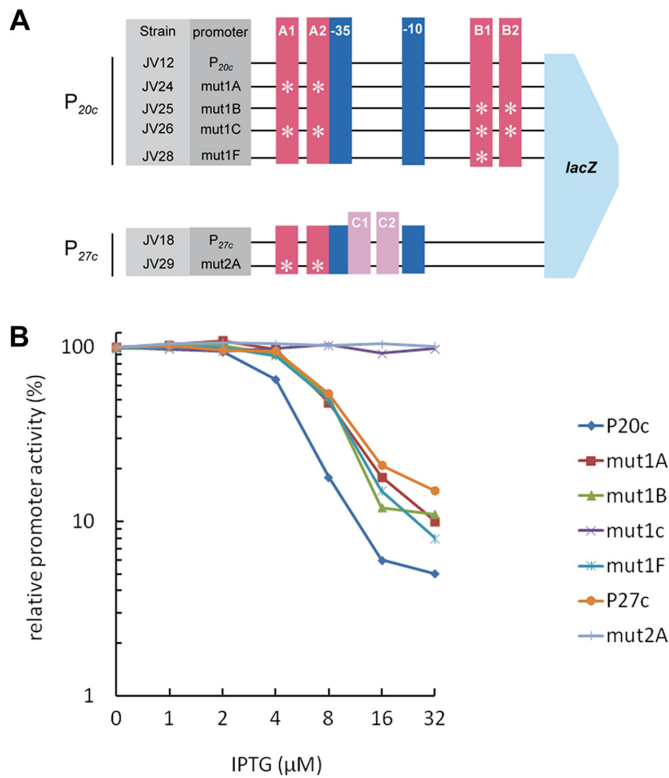 A
Strain promoter A1 A2 -35 -10 B1 B2
P20c
JV12 P20c
JV24 mut1A * * 
JV25 mut1B * *
JV26 mut1C * * * *
JV28 mut1F *
lacZ
C1 C2
P27c
JV18 P27c
JV29 mut2A * *
B
relative promoter activity (%)
100
10
1
0 1 2 4 8 16 32
IPTG (µM)
P20c
mut1A
mut1B
mut1c
mut1F
P27c
mut2A